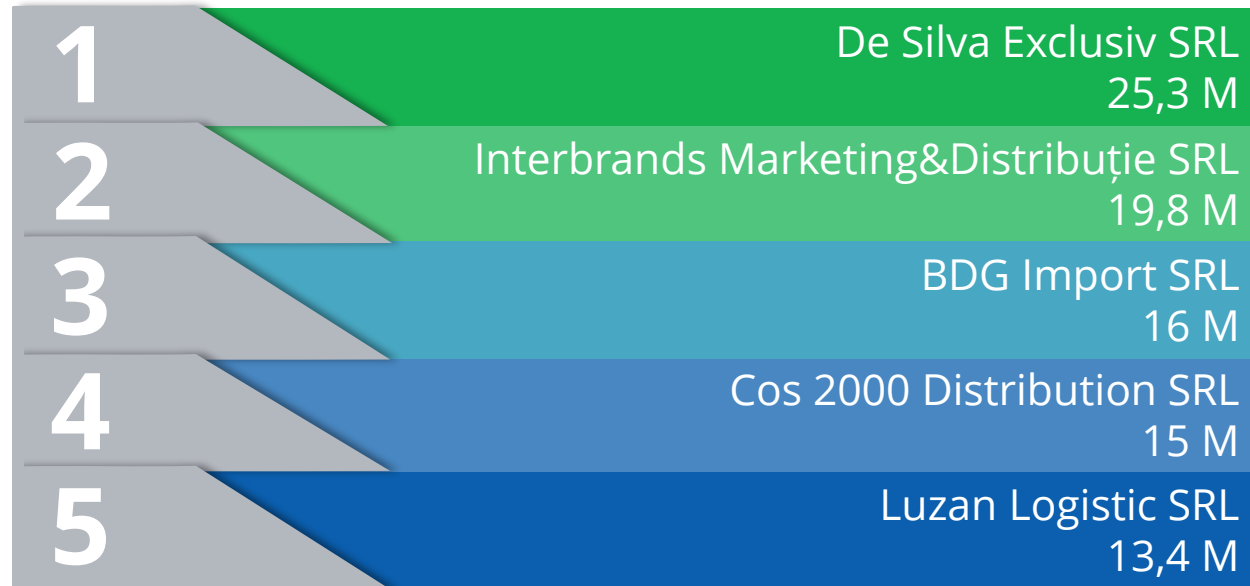 1
De Silva Exclusiv SRL
25,3 M
2
Interbrands Marketing&Distribuție SRL
19,8 M
3
BDG Import SRL
16 M
4
Cos 2000 Distribution SRL
15 M
5
Luzan Logistic SRL
13,4 M